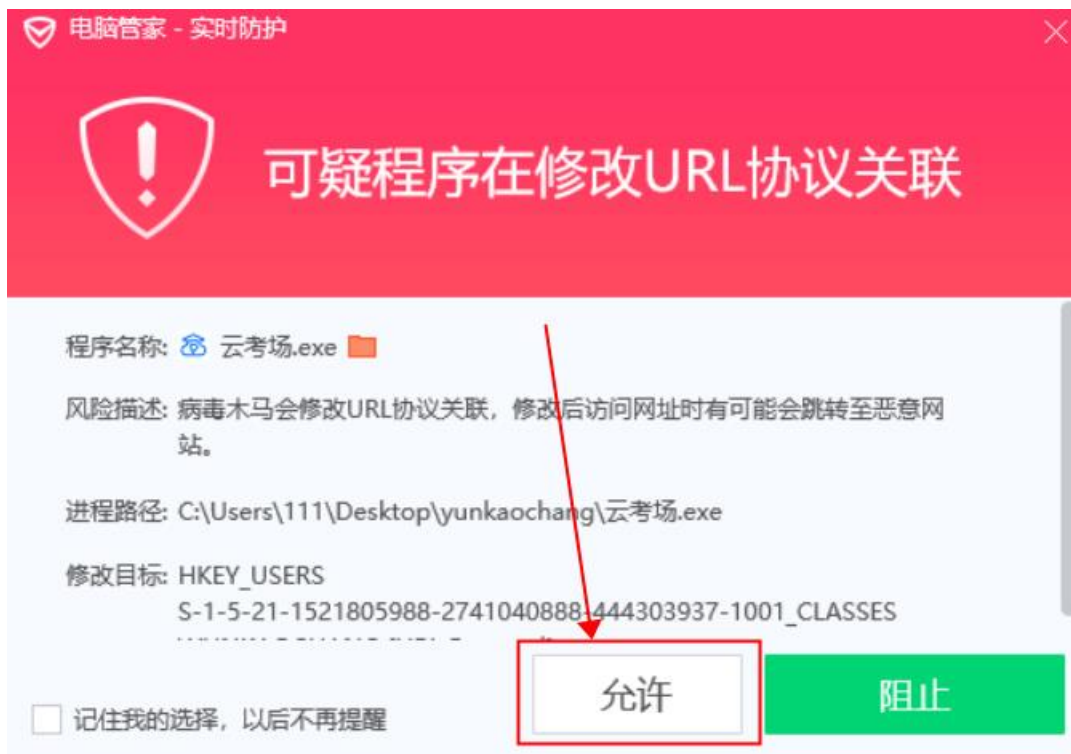 电脑管家 - 实时防护
可疑程序在修改URL协议关联
程序名称: 云考场.exe
风险描述: 病毒木马会修改URL协议关联，修改后访问网址时有可能会跳转至恶意网
站。
进程路径: C:\Users\111\Desktop\yunkaochang\云考场.exe
修改目标: HKEY_USERS
S-1-5-21-1521805988-2741040888-444303937-1001_CLASSES
记住我的选择，以后不再提醒
允许
阻止